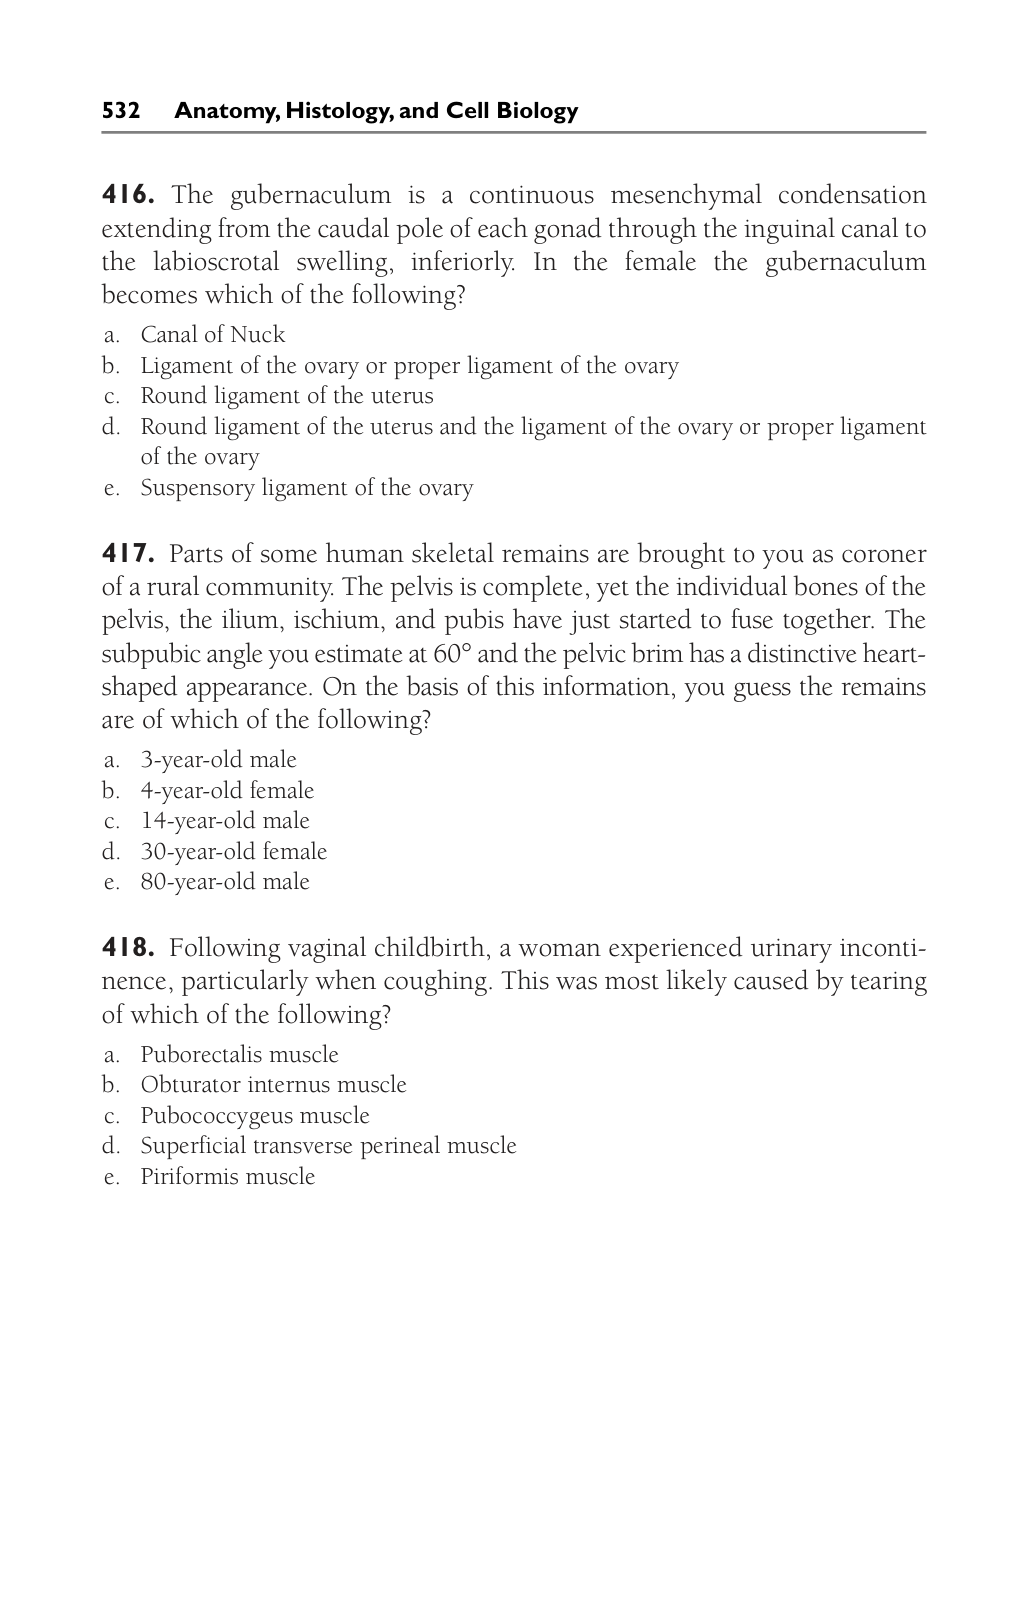 532 Anatomy, Histology, and Cell Biology
416. The gubernaculum is a continuous mesenchymal condensation
extending from the caudal pole of each gonad through the inguinal canal to
the labioscrotal swelling, inferiorly. In the female the gubernaculum
becomes which of the following?
a. Canal of Nuck
b. Ligament of the ovary or proper ligament of the ovary
c. Round ligament of the uterus
d. Round ligament of the uterus and the ligament of the ovary or proper ligament
of the ovary
e. Suspensory ligament of the ovary
417. Parts of some human skeletal remains are brought to you as coroner
of a rural community. The pelvis is complete, yet the individual bones of the
pelvis, the ilium, ischium, and pubis have just started to fuse together. The
subpubic angle you estimate at 60° and the pelvic brim has a distinctive heart-
shaped appearance. On the basis of this information, you guess the remains
are of which of the following?
a. 3-year-old male
b. 4-year-old female
c. 14-year-old male
d. 30-year-old female
e. 80-year-old male
418. Following vaginal childbirth, a woman experienced urinary inconti-
nence, particularly when coughing. This was most likely caused by tearing
of which of the following?
a. Puborectalis muscle
b. Obturator internus muscle
c. Pubococcygeus muscle
d. Superficial transverse perineal muscle
e. Piriformis muscle